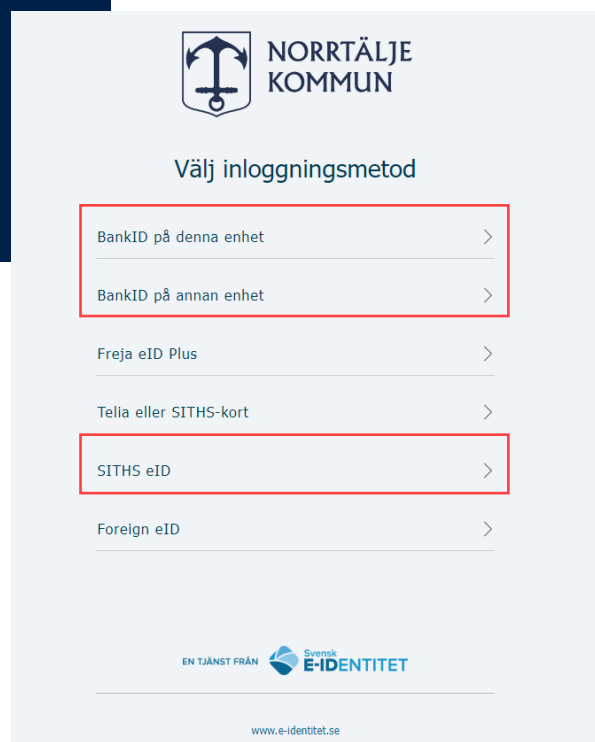 NORRTÄLJE
KOMMUN
Välj inloggningsmetod
BankID på denna enhet
BankID på annan enhet
Freja eID Plus
Telia eller SITHS-kort
SITHS eID
Foreign eID
EN TJÄNST FRÅN Svensk
E-IDENTITET
www.e-identitet.se